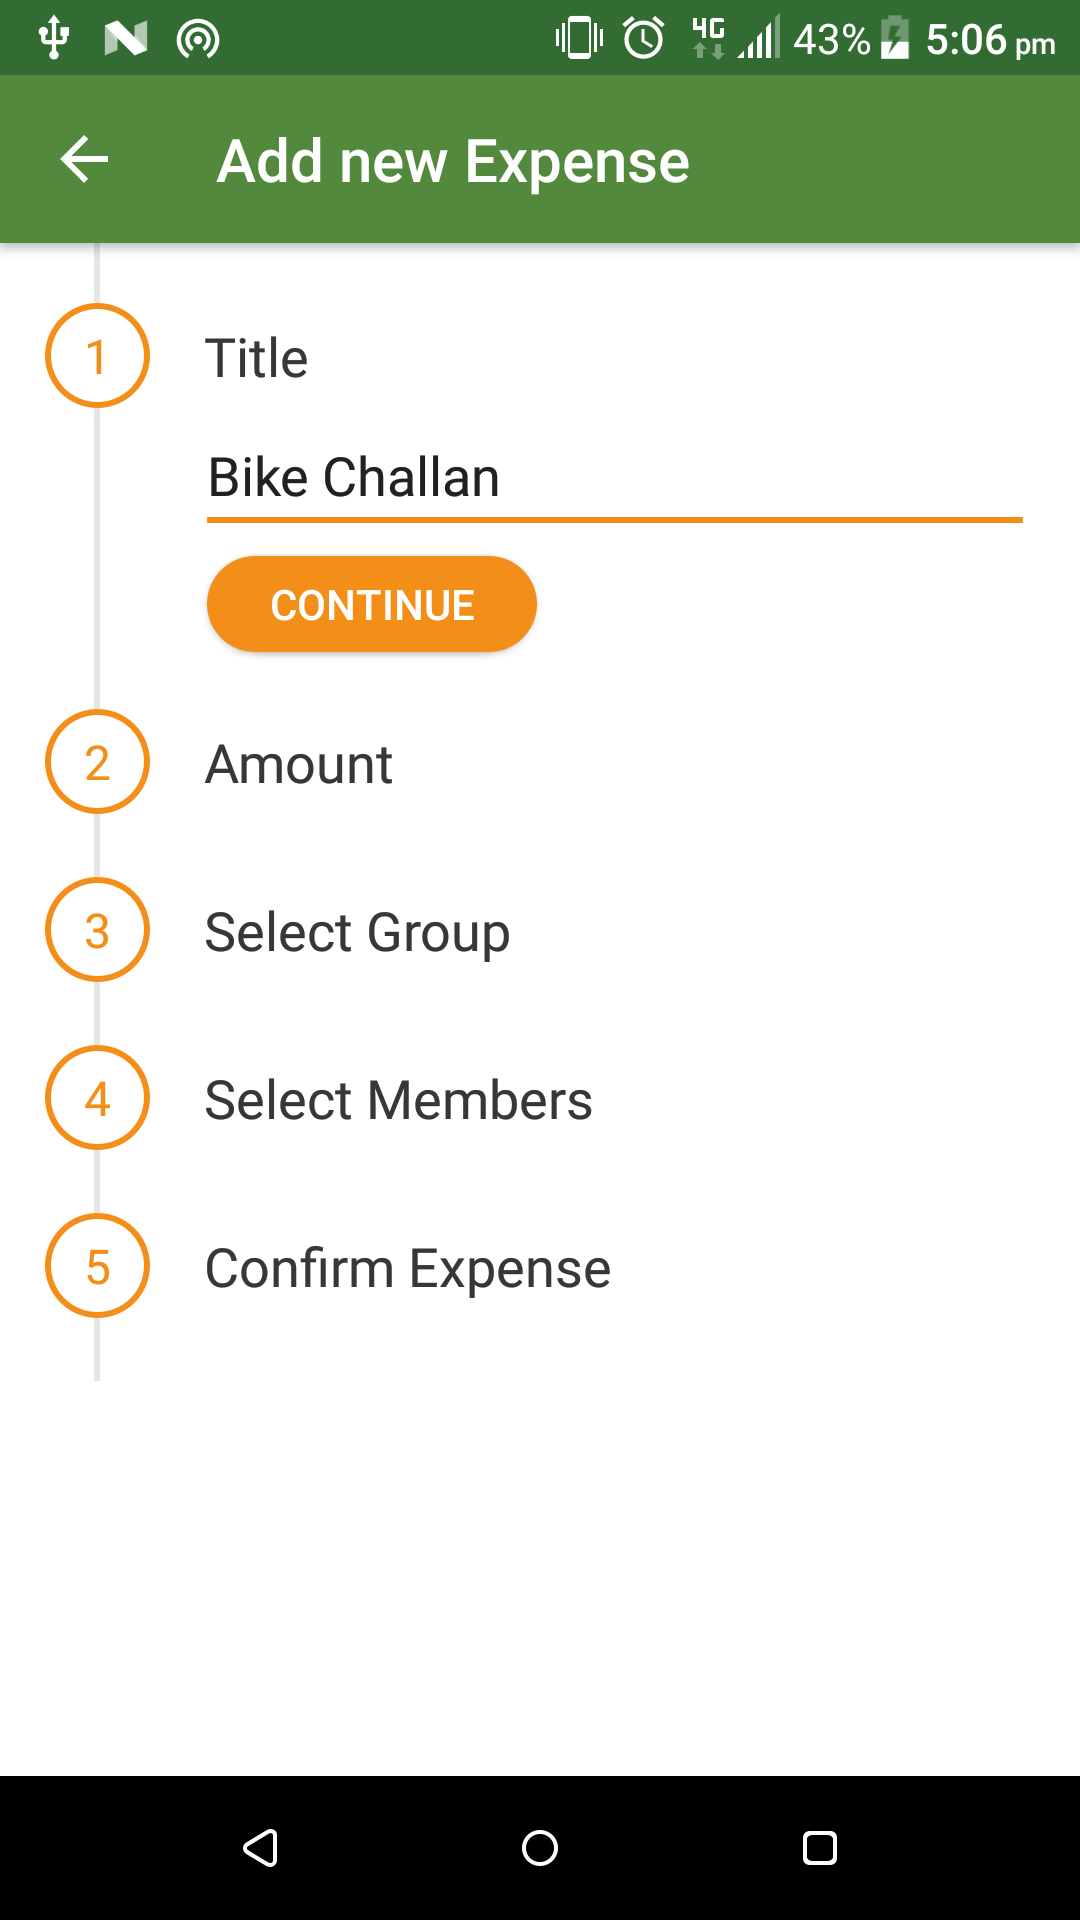 4G 43% 5:06 pm
Add new Expense
1 Title
Bike Challan
CONTINUE
2 Amount
3 Select Group
4 Select Members
5 Confirm Expense